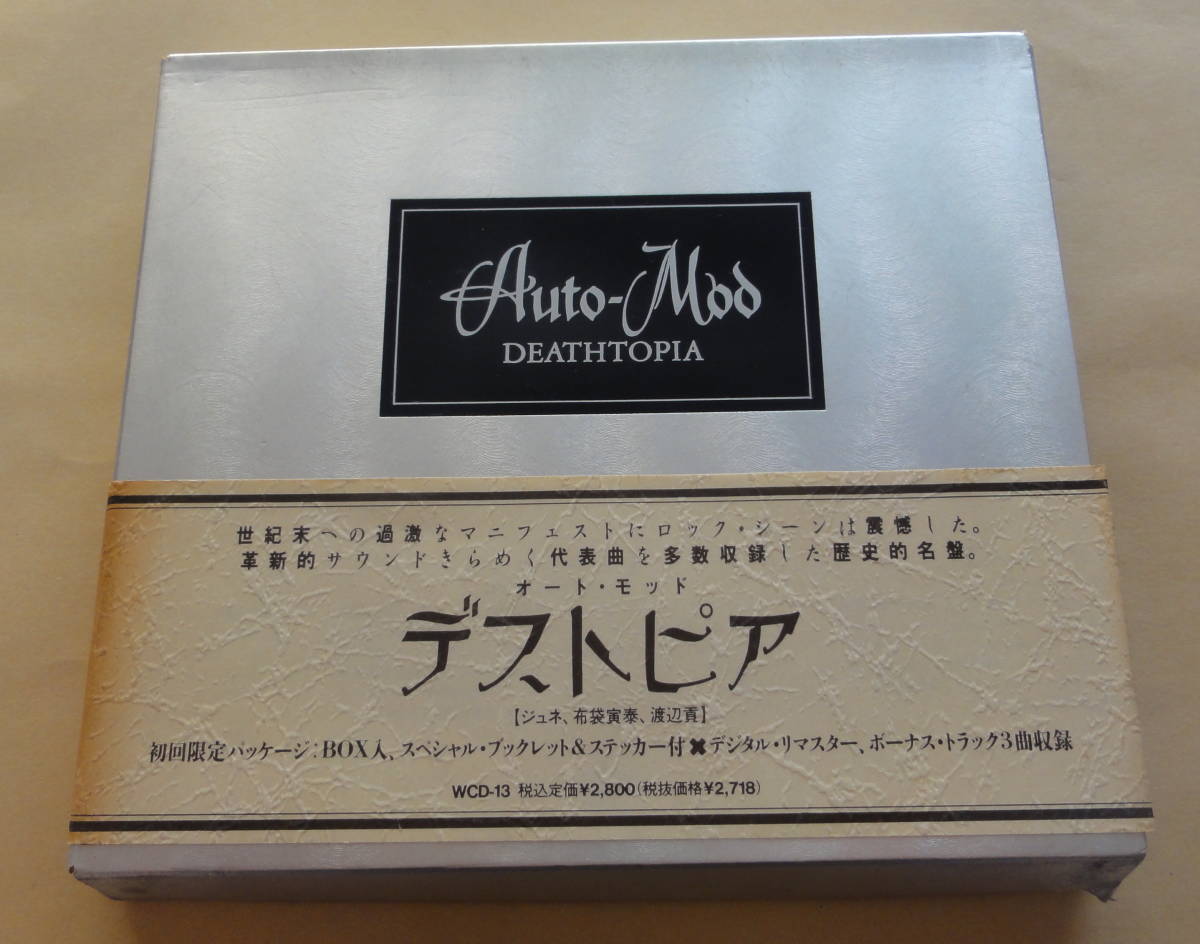 Auto-Mod
DEATHTOPIA
世紀末への過激なマニフェストにロック・シーンは震憾した。
革新的サウンドきらめく代表曲を多数収録した歴史的名盤。
オート・モッド
デストピア
【ジュネ、布袋寅泰、渡辺貢】
初回限定パッケージ:BOX入、スペシャル・ブックレット&ステッカー付✖デジタル・リマスター、ボーナス・トラック3曲収録
WCD-13 税込定価¥2,800(税抜価格¥2,718)